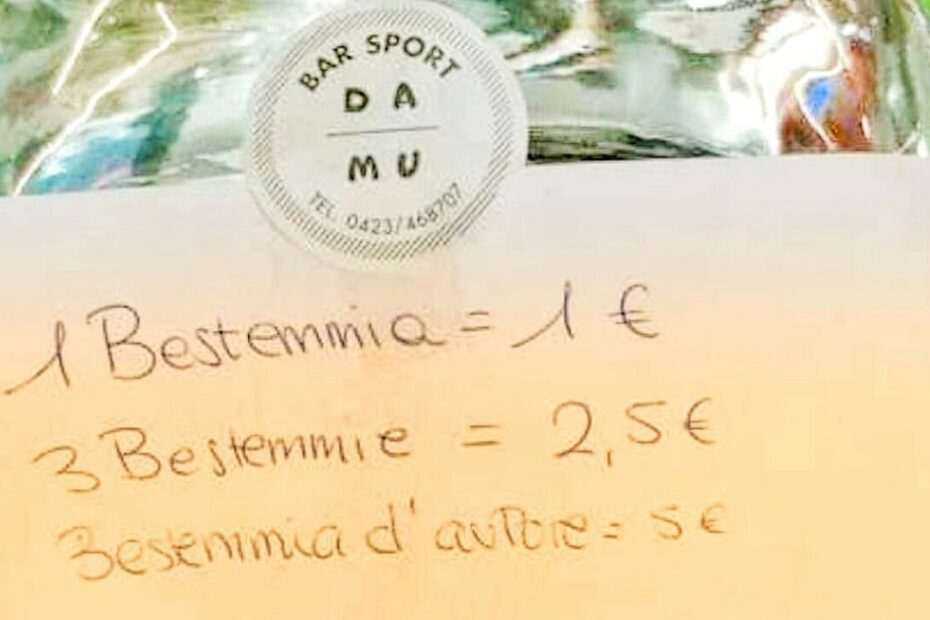 BAR SPORT
DA
MU
TEL. 0423/468707
1 Bestemmia = 1 €
3 Bestemmie = 2,5 €
Bestemmia d'autore = 5 €